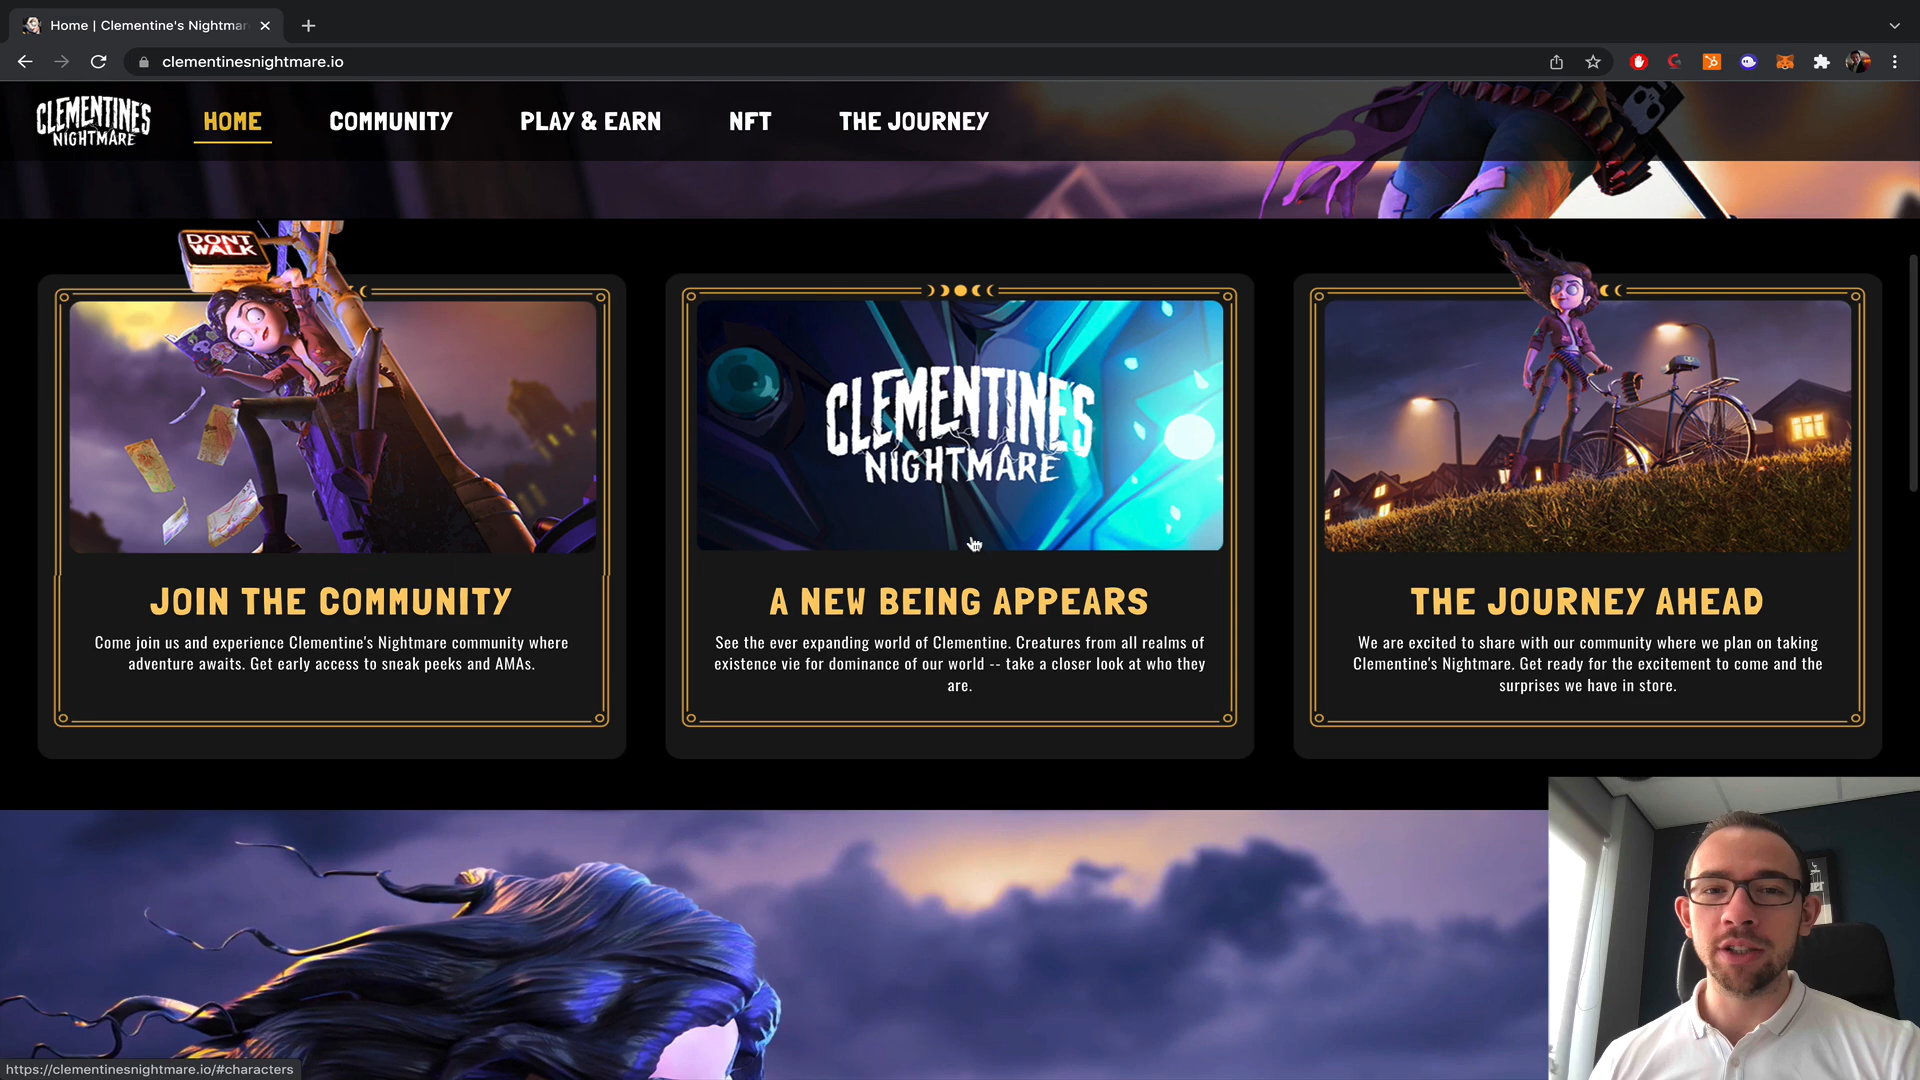 Home | Clementine's Nightmar
clementinesnightmare.io
CLEMENTINE'S
NIGHTMARE
HOME
COMMUNITY
PLAY & EARN
NFT
THE JOURNEY
DONT
WALK
CLEMENTINE'S
NIGHTMARE
JOIN THE COMMUNITY
Come join us and experience Clementine's Nightmare community where
adventure awaits. Get early access to sneak peeks and AMAs.
A NEW BEING APPEARS
See the ever expanding world of Clementine. Creatures from all realms of
existence vie for dominance of our world -- take a closer look at who they
are.
THE JOURNEY AHEAD
We are excited to share with our community where we plan on taking
Clementine's Nightmare. Get ready for the excitement to come and the
surprises we have in store.
https://clementinesnightmare.io/#characters